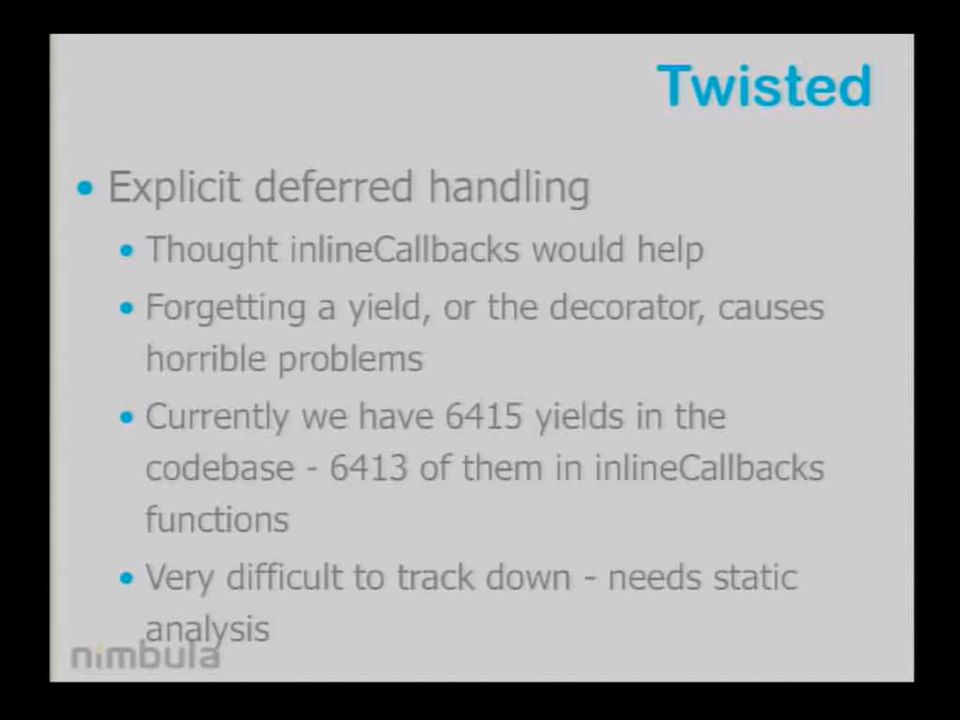 Twisted
• Explicit deferred handling
• Thought inlineCallbacks would help
• Forgetting a yield, or the decorator, causes
horrible problems
• Currently we have 6415 yields in the
codebase - 6413 of them in inlineCallbacks
functions
• Very difficult to track down - needs static
analysis
nimbula